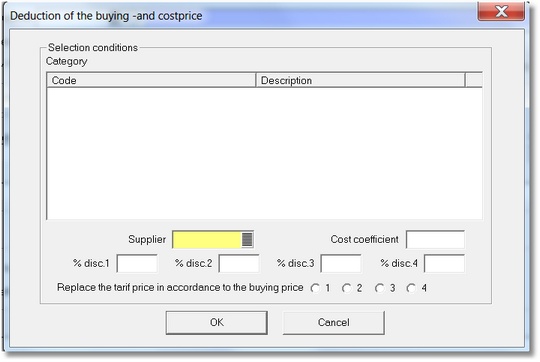 Deduction of the buying -and costprice
Selection conditions
Category
Code Description
Supplier Cost coefficient
% disc.1 % disc.2 % disc.3 % disc.4
Replace the tarif price in accordance to the buying price 1 2 3 4
OK Cancel